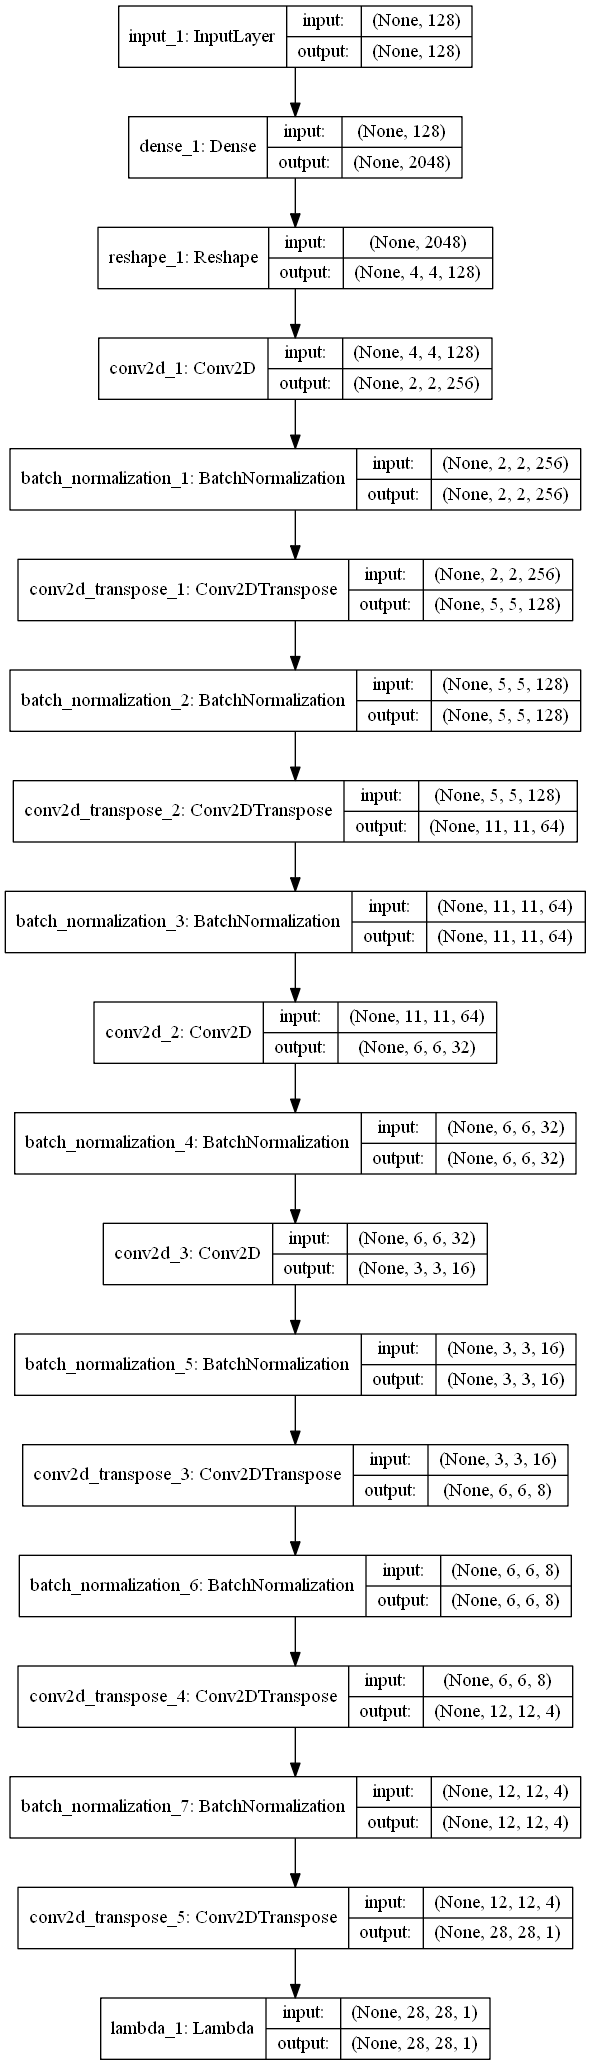 input_1: InputLayer
input: (None, 128)
output: (None, 128)
dense_1: Dense
input: (None, 128)
output: (None, 2048)
reshape_1: Reshape
input: (None, 2048)
output: (None, 4, 4, 128)
conv2d_1: Conv2D
input: (None, 4, 4, 128)
output: (None, 2, 2, 256)
batch_normalization_1: BatchNormalization
input: (None, 2, 2, 256)
output: (None, 2, 2, 256)
conv2d_transpose_1: Conv2DTranspose
input: (None, 2, 2, 256)
output: (None, 5, 5, 128)
batch_normalization_2: BatchNormalization
input: (None, 5, 5, 128)
output: (None, 5, 5, 128)
conv2d_transpose_2: Conv2DTranspose
input: (None, 5, 5, 128)
output: (None, 11, 11, 64)
batch_normalization_3: BatchNormalization
input: (None, 11, 11, 64)
output: (None, 11, 11, 64)
conv2d_2: Conv2D
input: (None, 11, 11, 64)
output: (None, 6, 6, 32)
batch_normalization_4: BatchNormalization
input: (None, 6, 6, 32)
output: (None, 6, 6, 32)
conv2d_3: Conv2D
input: (None, 6, 6, 32)
output: (None, 3, 3, 16)
batch_normalization_5: BatchNormalization
input: (None, 3, 3, 16)
output: (None, 3, 3, 16)
conv2d_transpose_3: Conv2DTranspose
input: (None, 3, 3, 16)
output: (None, 6, 6, 8)
batch_normalization_6: BatchNormalization
input: (None, 6, 6, 8)
output: (None, 6, 6, 8)
conv2d_transpose_4: Conv2DTranspose
input: (None, 6, 6, 8)
output: (None, 12, 12, 4)
batch_normalization_7: BatchNormalization
input: (None, 12, 12, 4)
output: (None, 12, 12, 4)
conv2d_transpose_5: Conv2DTranspose
input: (None, 12, 12, 4)
output: (None, 28, 28, 1)
lambda_1: Lambda
input: (None, 28, 28, 1)
output: (None, 28, 28, 1)